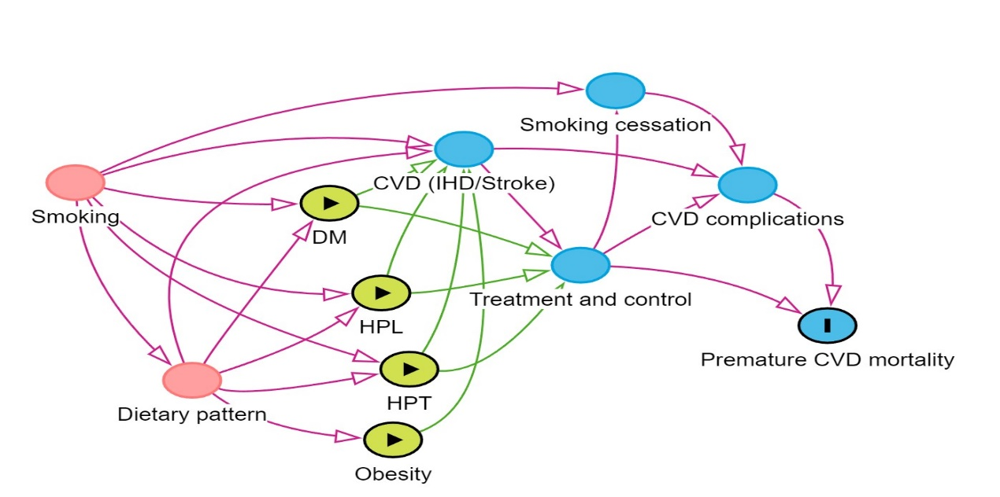 Smoking cessation
CVD (IHD/Stroke)
Smoking
CVD complications
DM
Treatment and control
HPL
Premature CVD mortality
HPT
Dietary pattern
Obesity